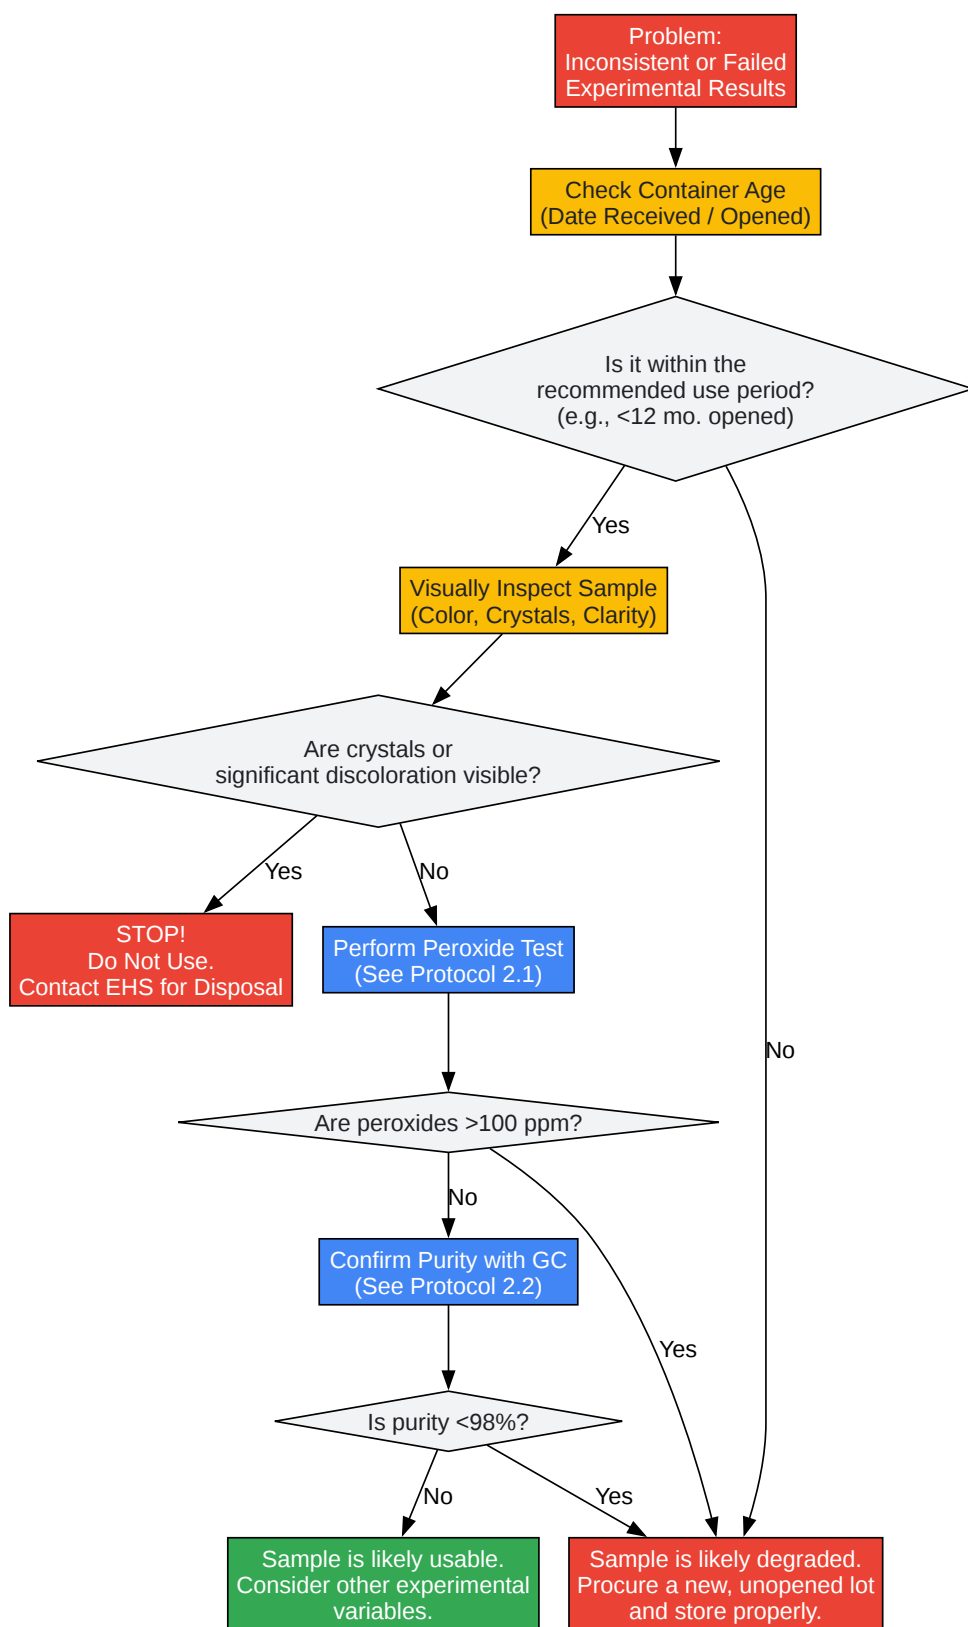 Problem:
Inconsistent or Failed
Experimental Results
Check Container Age
(Date Received / Opened)
Is it within the
recommended use period?
(e.g., <12 mo. opened)
Yes
Visually Inspect Sample
(Color, Crystals, Clarity)
Are crystals or
significant discoloration visible?
Yes
No
STOP!
Do Not Use.
Contact EHS for Disposal
Perform Peroxide Test
(See Protocol 2.1)
No
Are peroxides >100 ppm?
No
Confirm Purity with GC
(See Protocol 2.2)
Yes
Is purity <98%?
No
Yes
Sample is likely usable.
Consider other experimental
variables.
Sample is likely degraded.
Procure a new, unopened lot
and store properly.